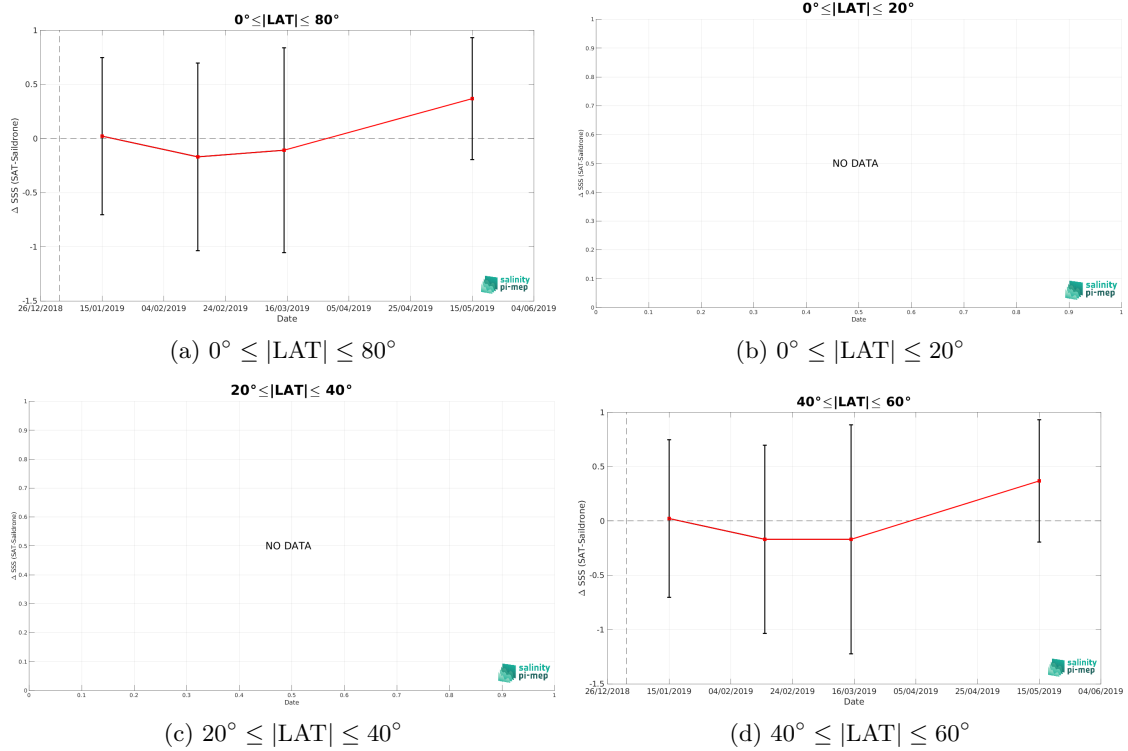 0°≤|LAT|≤ 80°
1
0.5
0
-0.5
-1
-1.5
Δ SSS (SAT-Saildrone)
26/12/2018 15/01/2019 04/02/2019 24/02/2019 16/03/2019 05/04/2019 25/04/2019 15/05/2019 04/06/2019
Date
salinity
pi-mep
(a) 0° ≤ |LAT| ≤ 80°
0°≤|LAT|≤ 20°
1
0.9
0.8
0.7
0.6
0.5
0.4
0.3
0.2
0.1
0
Δ SSS (SAT-Saildrone)
NO DATA
0 0.1 0.2 0.3 0.4 0.5 0.6 0.7 0.8 0.9 1
Date
salinity
pi-mep
(b) 0° ≤ |LAT| ≤ 20°
20°≤|LAT|≤ 40°
1
0.9
0.8
0.7
0.6
0.5
0.4
0.3
0.2
0.1
0
Δ SSS (SAT-Saildrone)
NO DATA
0 0.1 0.2 0.3 0.4 0.5 0.6 0.7 0.8 0.9 1
Date
salinity
pi-mep
(c) 20° ≤ |LAT| ≤ 40°
40°≤|LAT|≤ 60°
1
0.5
0
-0.5
-1
-1.5
Δ SSS (SAT-Saildrone)
26/12/2018 15/01/2019 04/02/2019 24/02/2019 16/03/2019 05/04/2019 25/04/2019 15/05/2019 04/06/2019
Date
salinity
pi-mep
(d) 40° ≤ |LAT| ≤ 60°